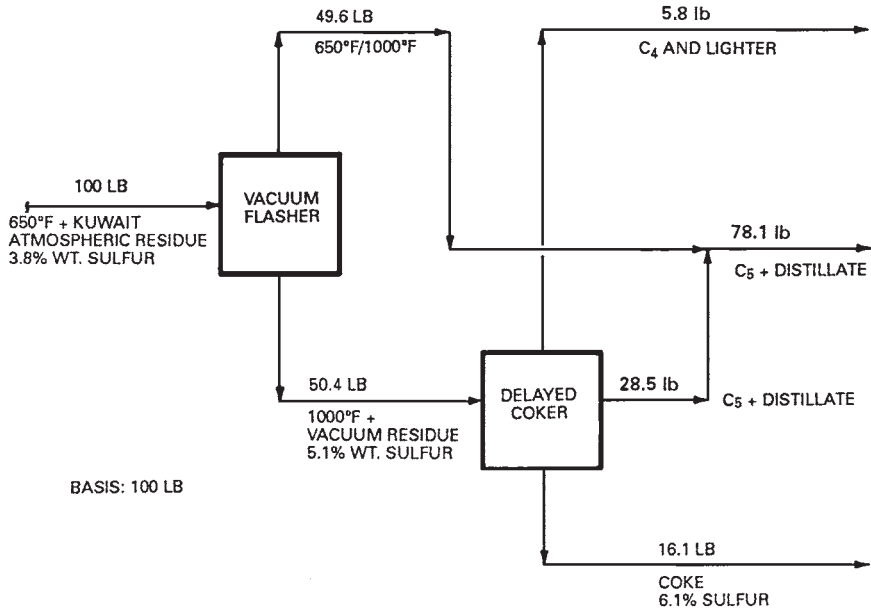 49.6 LB
650°F/1000°F
5.8 lb
C₄ AND LIGHTER
100 LB
650°F + KUWAIT
ATMOSPHERIC RESIDUE
3.8% WT. SULFUR
VACUUM
FLASHER
78.1 lb
C₅ + DISTILLATE
50.4 LB
1000°F +
VACUUM RESIDUE
5.1% WT. SULFUR
DELAYED
COKER
28.5 lb
C₅ + DISTILLATE
BASIS: 100 LB
16.1 LB
COKE
6.1% SULFUR